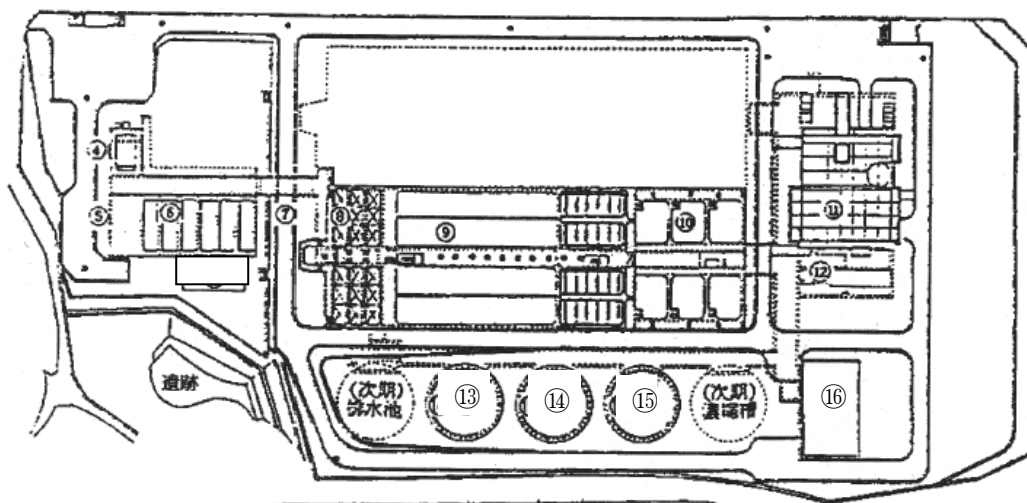 ④
⑤
⑥
⑦
⑧
⑨
⑩
⑪
⑫
遺跡
(次期)
排水池
⑬
⑭
⑮
(次期)
濃縮槽
⑯